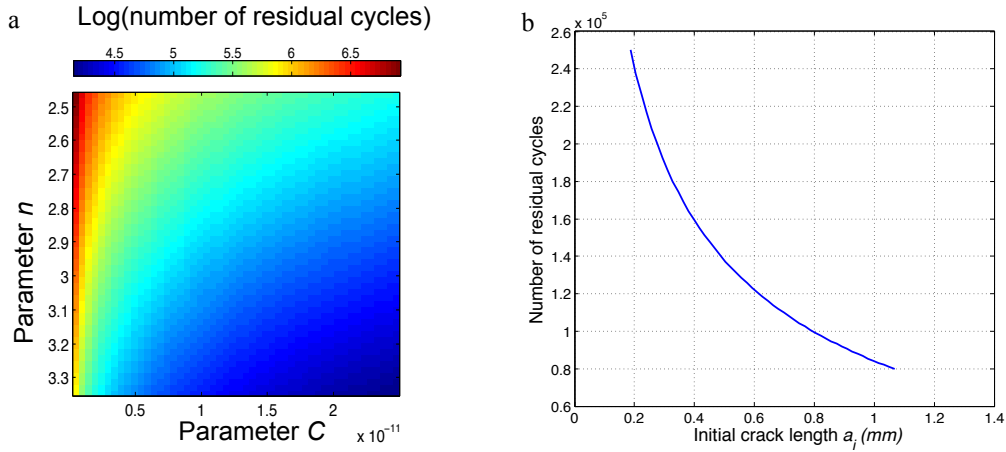 a
Log(number of residual cycles)
4.5 5 5.5 6 6.5
Parameter n
2.5
2.6
2.7
2.8
2.9
3
3.1
3.2
3.3
0.5 1 1.5 2
Parameter C x 10⁻¹¹
b
x 10⁵
Number of residual cycles
2.6
2.4
2.2
2
1.8
1.6
1.4
1.2
1
0.8
0.6
0 0.2 0.4 0.6 0.8 1 1.2 1.4
Initial crack length aᵢ (mm)